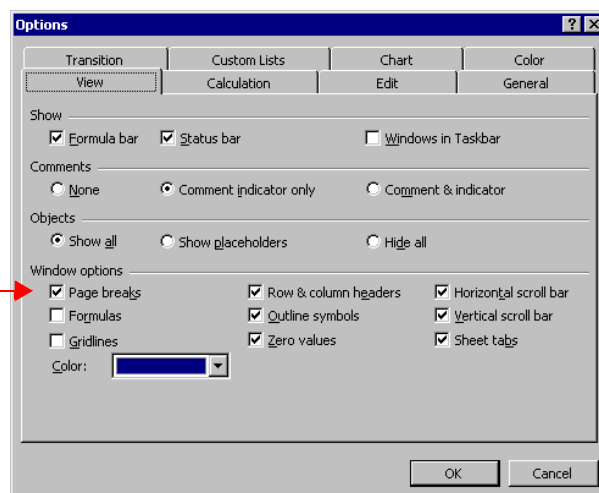 Options
Transition Custom Lists Chart Color
View Calculation Edit General
Show
Formula bar Status bar Windows in Taskbar
Comments
None Comment indicator only Comment & indicator
Objects
Show all Show placeholders Hide all
Window options
Page breaks Row & column headers Horizontal scroll bar
Formulas Outline symbols Vertical scroll bar
Gridlines Zero values Sheet tabs
Color:
OK Cancel